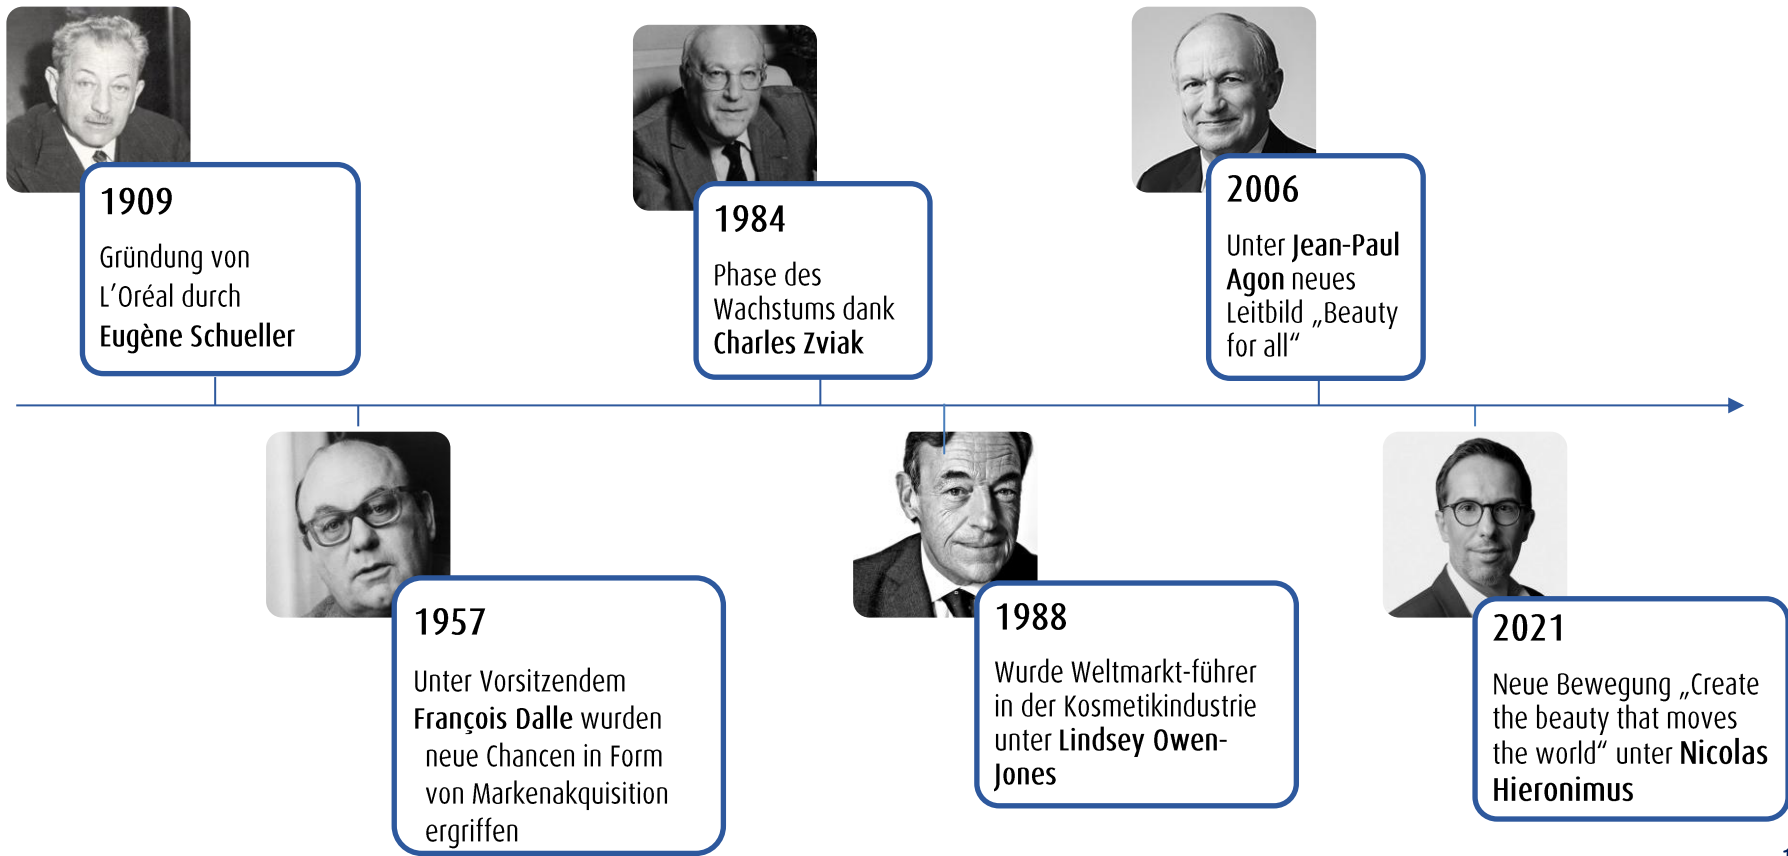 1909
Gründung von
L’Oréal durch
Eugène Schueller
1957
Unter Vorsitzendem
François Dalle wurden
neue Chancen in Form
von Markenakquisition
ergriffen
1984
Phase des
Wachstums dank
Charles Zviak
1988
Wurde Weltmarkt-führer
in der Kosmetikindustrie
unter Lindsey Owen-
Jones
2006
Unter Jean-Paul
Agon neues
Leitbild „Beauty
for all“
2021
Neue Bewegung „Create
the beauty that moves
the world“ unter Nicolas
Hieronimus